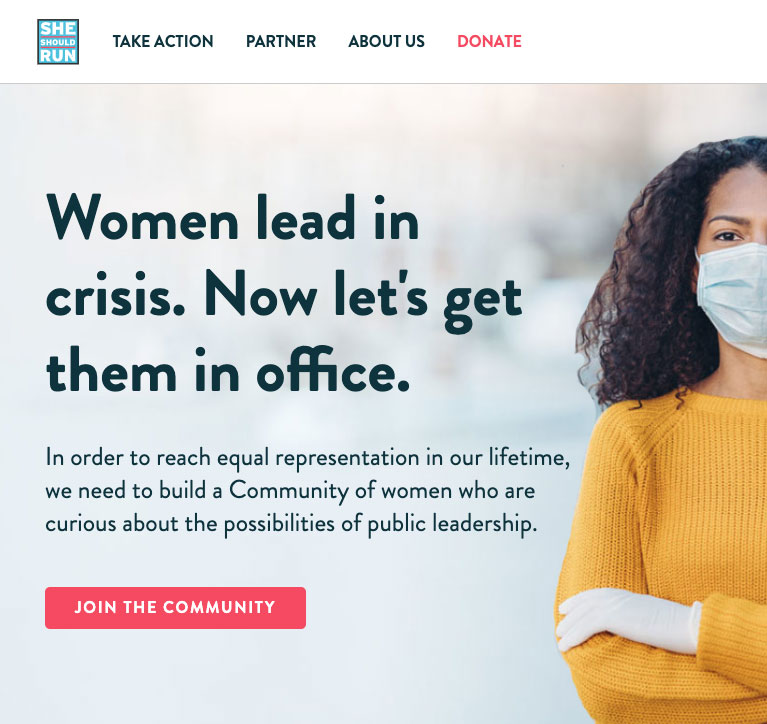 SHE
SHOULD
RUN
TAKE ACTION PARTNER ABOUT US DONATE
Women lead in
crisis. Now let's get
them in office.
In order to reach equal representation in our lifetime,
we need to build a Community of women who are
curious about the possibilities of public leadership.
JOIN THE COMMUNITY